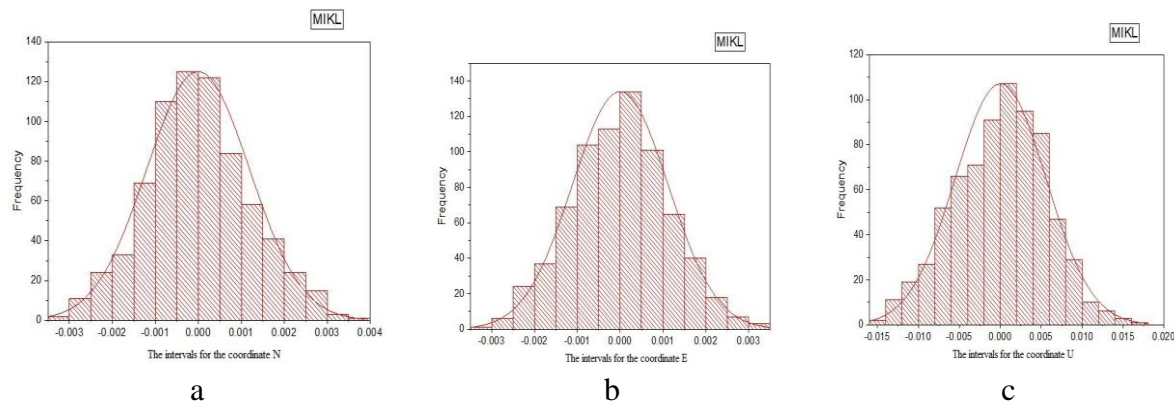 MIKL
140
120
100
80
60
40
20
0
Frequency
-0.003 -0.002 -0.001 0.000 0.001 0.002 0.003 0.004
The intervals for the coordinate N
a
MIKL
140
120
100
80
60
40
20
0
Frequency
-0.003 -0.002 -0.001 0.000 0.001 0.002 0.003
The intervals for the coordinate E
b
MIKL
120
100
80
60
40
20
0
Frequency
-0.015 -0.010 -0.005 0.000 0.005 0.010 0.015 0.020
The intervals for the coordinate U
c